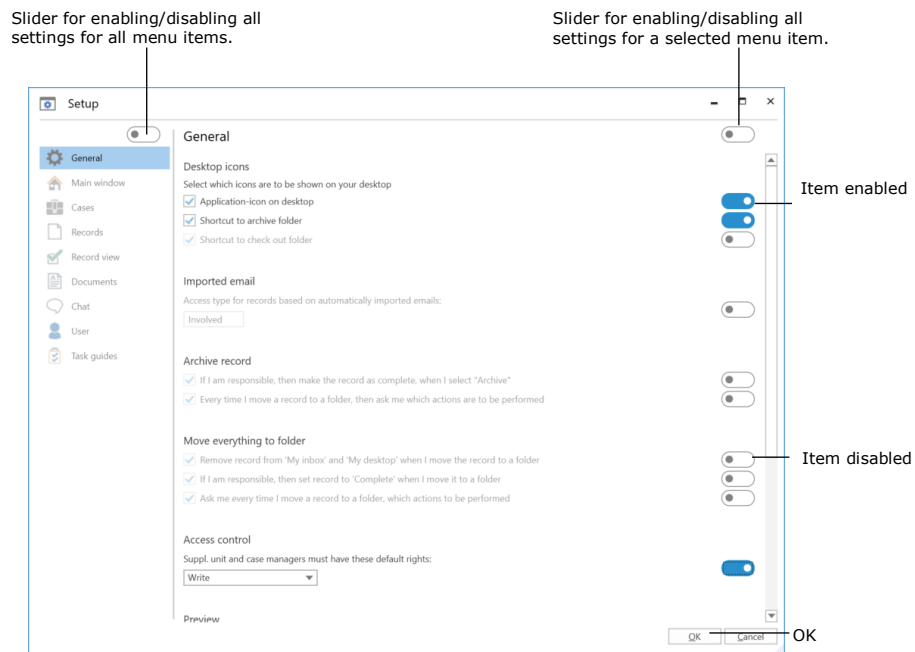 Slider for enabling/disabling all
settings for all menu items.
Slider for enabling/disabling all
settings for a selected menu item.
Setup
General
General
Main window
Cases
Records
Record view
Documents
Chat
User
Task guides
Desktop icons
Select which icons are to be shown on your desktop
Application-icon on desktop
Shortcut to archive folder
Shortcut to check out folder
Item enabled
Imported email
Access type for records based on automatically imported emails:
Involved
Archive record
If I am responsible, then make the record as complete, when I select "Archive"
Every time I move a record to a folder, then ask me which actions are to be performed
Move everything to folder
Remove record from 'My inbox' and 'My desktop' when I move the record to a folder
Item disabled
If I am responsible, then set record to 'Complete' when I move it to a folder
Ask me every time I move a record to a folder, which actions to be performed
Access control
Suppl. unit and case managers must have these default rights:
Write
Preview
OK
Cancel
OK